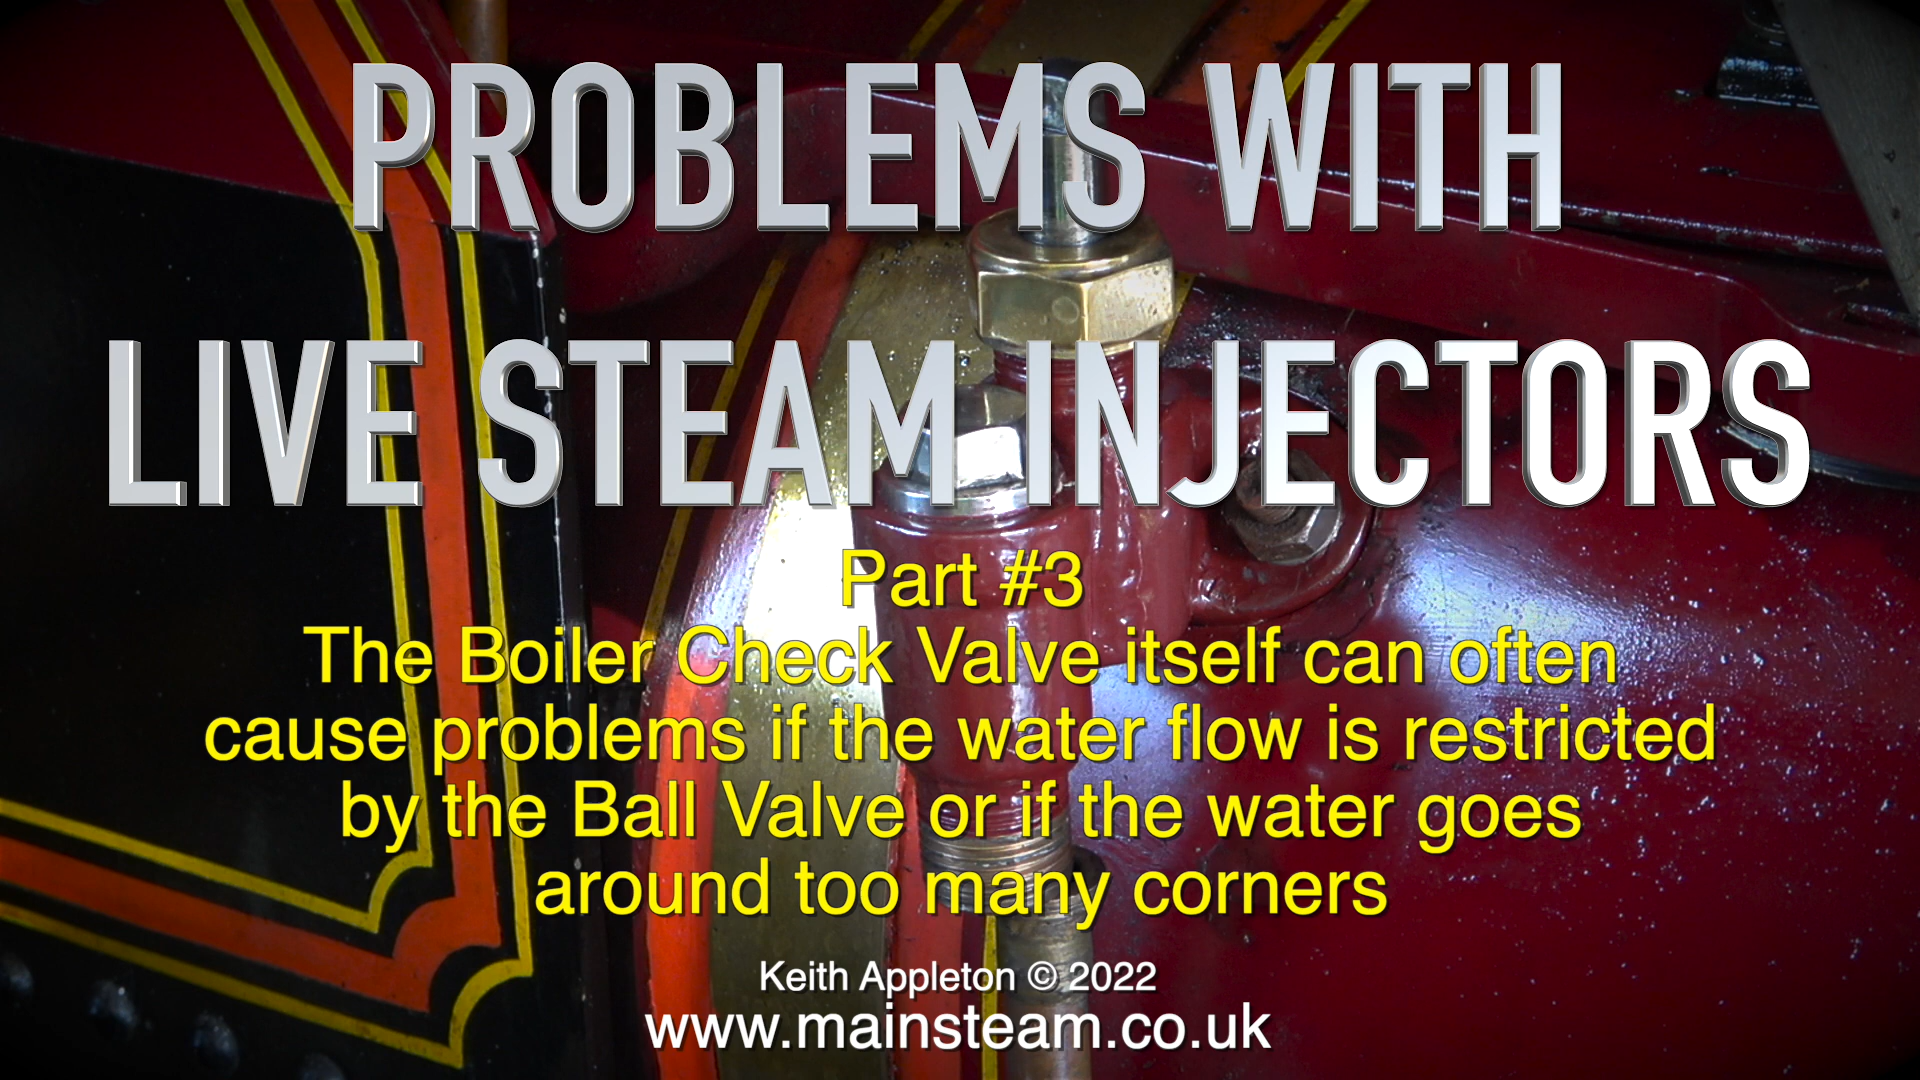 PROBLEMS WITH
LIVE STEAM INJECTORS
Part #3
The Boiler Check Valve itself can often
cause problems if the water flow is restricted
by the Ball Valve or if the water goes
around too many corners
Keith Appleton © 2022
www.mainsteam.co.uk